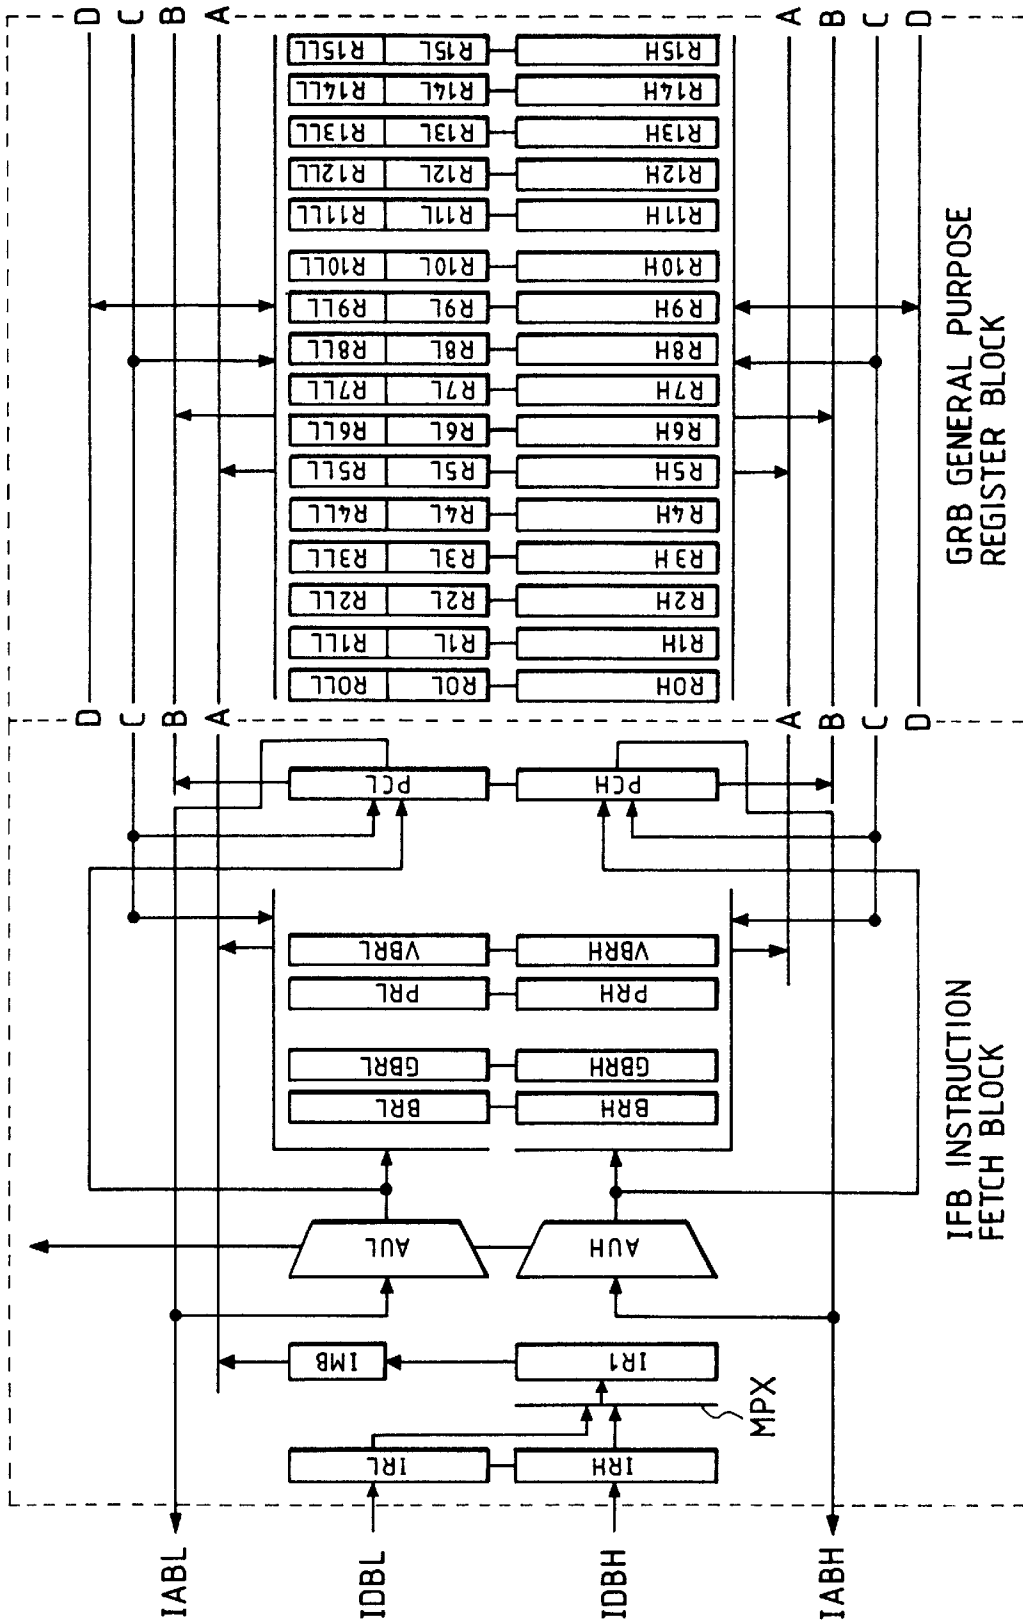 D
C
B
A
A
B
C
D
R15LL
R15L
R15H
R14LL
R14L
R14H
R13LL
R13L
R13H
R12LL
R12L
R12H
R11LL
R11L
R11H
R10LL
R10L
R10H
R9LL
R9L
R9H
R8LL
R8L
R8H
R7LL
R7L
R7H
R6LL
R6L
R6H
R5LL
R5L
R5H
R4LL
R4L
R4H
R3LL
R3L
R3H
R2LL
R2L
R2H
R1LL
R1L
R1H
R0LL
R0L
R0H
GRB GENERAL PURPOSE
REGISTER BLOCK
D
C
B
A
A
B
C
D
PCL
PCH
VBRL
VBRH
PRL
PRH
GBRL
GBRH
BRL
BRH
AUL
AUH
IMB
IR1
MPX
IRL
IRH
IFB INSTRUCTION
FETCH BLOCK
IABL
IDBL
IDBH
IABH